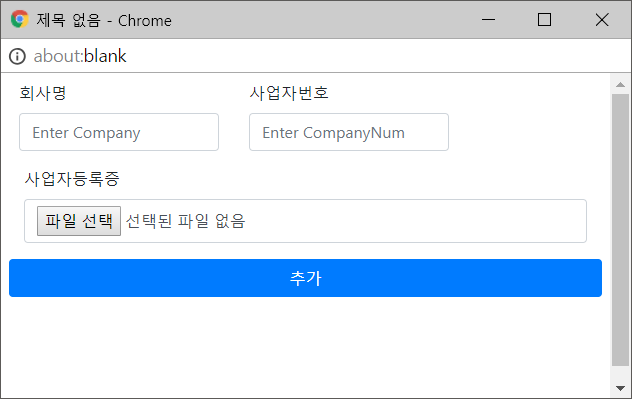 제목 없음 - Chrome
about:blank
회사명 사업자번호
Enter Company Enter CompanyNum
사업자등록증
파일 선택 선택된 파일 없음
추가